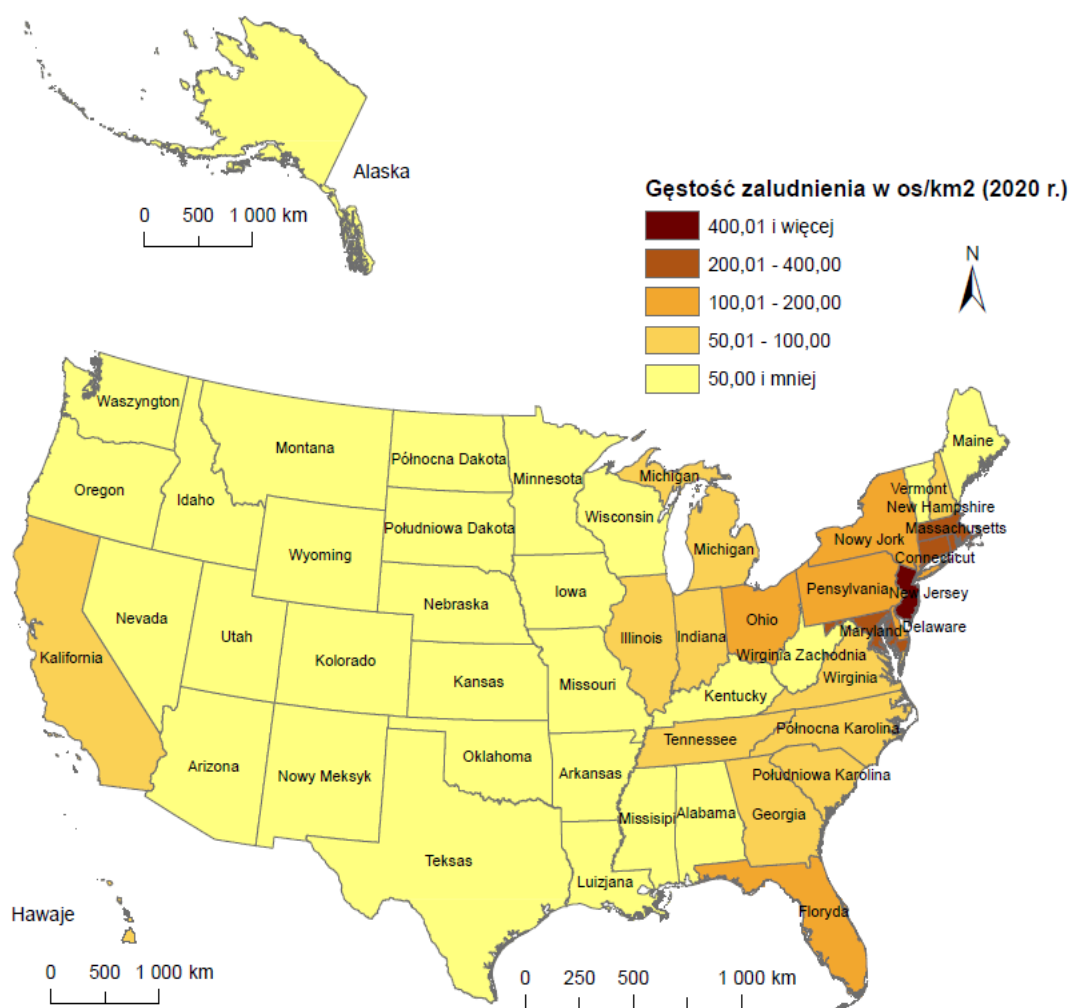 Alaska
0 500 1 000 km
Gęstość zaludnienia w os/km2 (2020 r.)
400,01 i więcej
200,01 - 400,00
100,01 - 200,00
50,01 - 100,00
50,00 i mniej
N
Waszyngton
Montana
Północna Dakota
Minnesota
Maine
Oregon
Idaho
Michigan
Vermont
New Hampshire
Południowa Dakota
Wisconsin
Massachusetts
Wyoming
Michigan
Nowy Jork
Connecticut
Nebraska
Iowa
Pensylwania
New Jersey
Nevada
Utah
Kolorado
Illinois
Indiana
Ohio
Maryland
Delaware
Kalifornia
Kansas
Missouri
Wirginia Zachodnia
Wirginia
Kentucky
Tennessee
Północna Karolina
Arizona
Nowy Meksyk
Oklahoma
Arkansas
Południowa Karolina
Missisipi
Alabama
Georgia
Teksas
Luizjana
Floryda
Hawaje
0 500 1 000 km
0 250 500 1 000 km